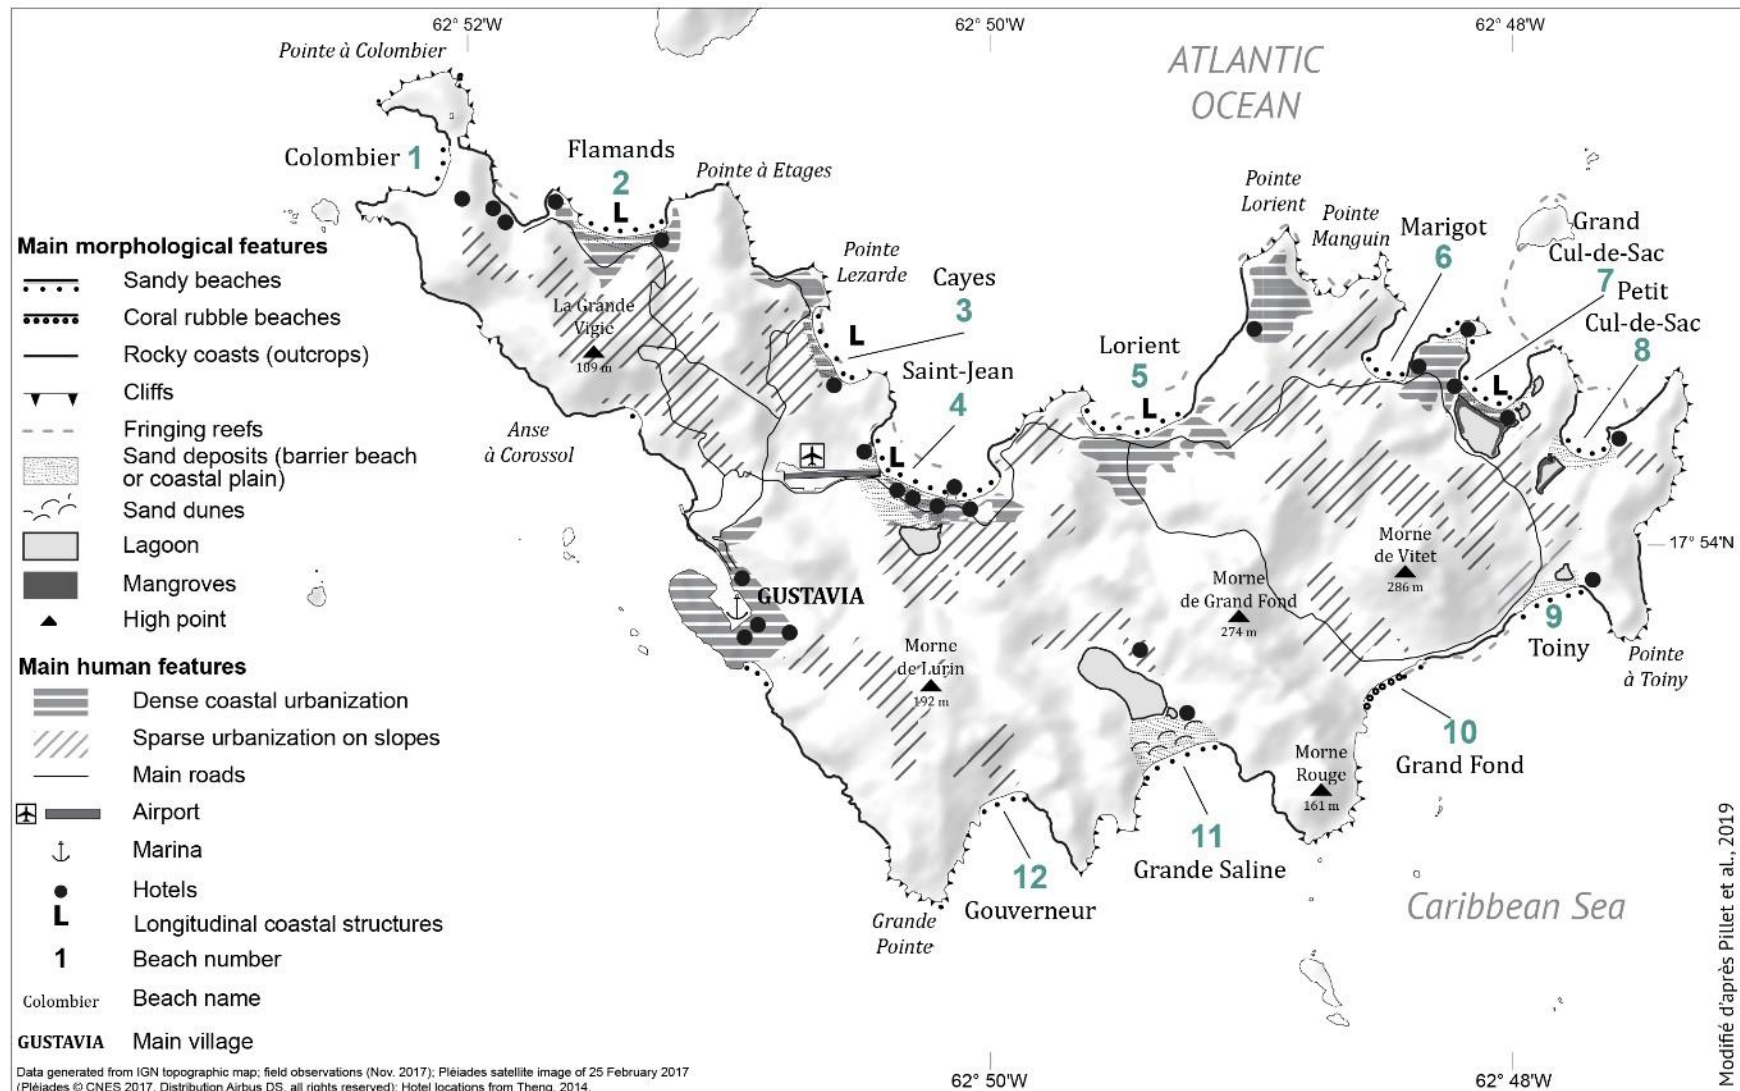 62° 52'W
62° 50'W
62° 48'W
Pointe à Colombier
ATLANTIC
OCEAN
Colombier 1
Flamands
2
L
Pointe à Etages
Pointe
Lorient
Pointe
Manguin
Marigot
6
Grand
Cul-de-Sac
7
Petit
Cul-de-Sac
8
Pointe
Lezarde
Cayes
3
L
La Grande
Vigie
189 m
Saint-Jean
4
L
Lorient
5
L
L
Anse
à Corossol
17° 54'N
Morne
de Vitet
286 m
Morne
de Grand Fond
274 m
GUSTAVIA
9
Toiny
Pointe
à Toiny
Morne
de Lurin
192 m
10
Grand Fond
Morne
Rouge
161 m
11
Grande Saline
12
Gouverneur
Grande
Pointe
Caribbean Sea
Main morphological features
Sandy beaches
Coral rubble beaches
Rocky coasts (outcrops)
Cliffs
Fringing reefs
Sand deposits (barrier beach
or coastal plain)
Sand dunes
Lagoon
Mangroves
High point
Main human features
Dense coastal urbanization
Sparse urbanization on slopes
Main roads
Airport
Marina
Hotels
L Longitudinal coastal structures
1 Beach number
Colombier Beach name
GUSTAVIA Main village
Data generated from IGN topographic map; field observations (Nov. 2017); Pléiades satellite image of 25 February 2017
(Pléiades © CNES 2017, Distribution Airbus DS, all rights reserved); Hotel locations from Theng, 2014.
62° 50'W
62° 48'W
Modifié d'après Pillet et al., 2019